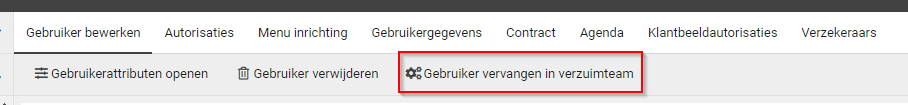 Gebruiker bewerken Autorisaties Menu inrichting Gebruikergegevens Contract Agenda Klantbeeldautorisaties Verzekeraars
Gebruikerattributen openen Gebruiker verwijderen Gebruiker vervangen in verzuimteam